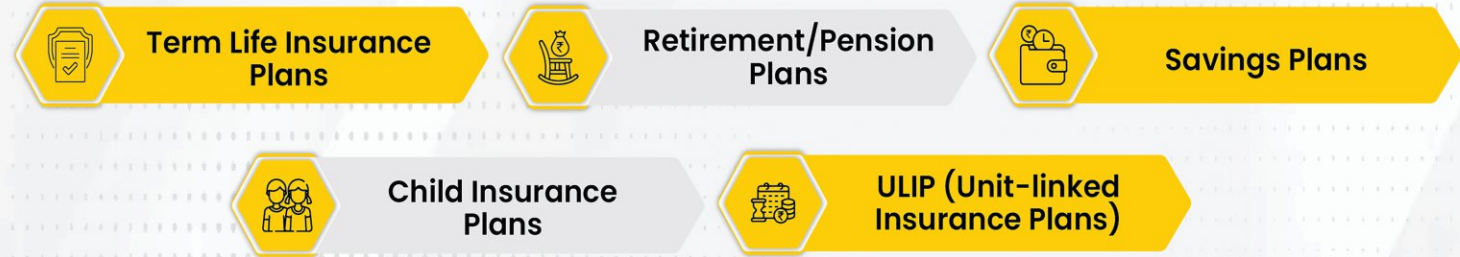 Term Life Insurance
Plans
Retirement/Pension
Plans
Savings Plans
Child Insurance
Plans
ULIP (Unit-linked
Insurance Plans)